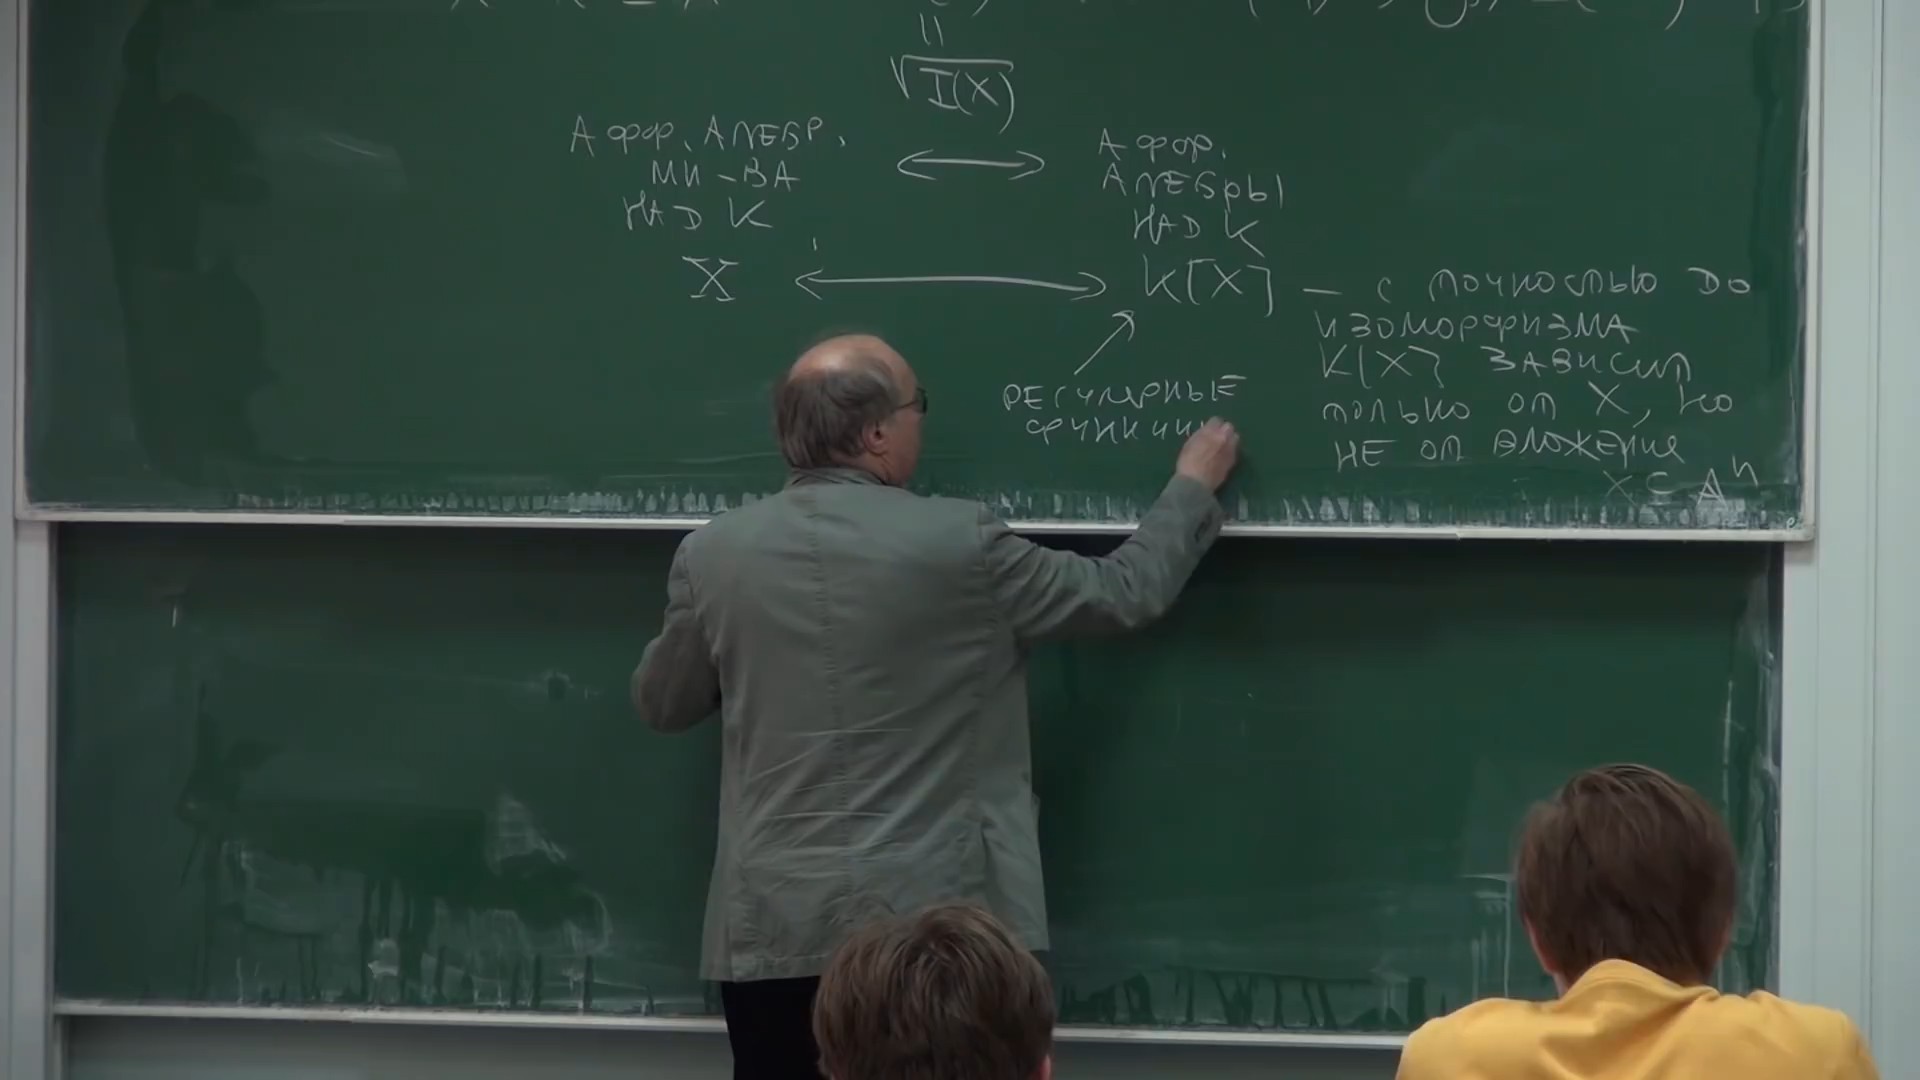 ||
√I(X)
Афф. Алгебр. ⟷ Афф.
МН-ВА Алгебры
НАД K НАД K
X ⟷ K[X] — с точностью до
изоморфизма
K[X] зависит
регулярные только от X, но
функции не от вложения
X ⊂ Aⁿ